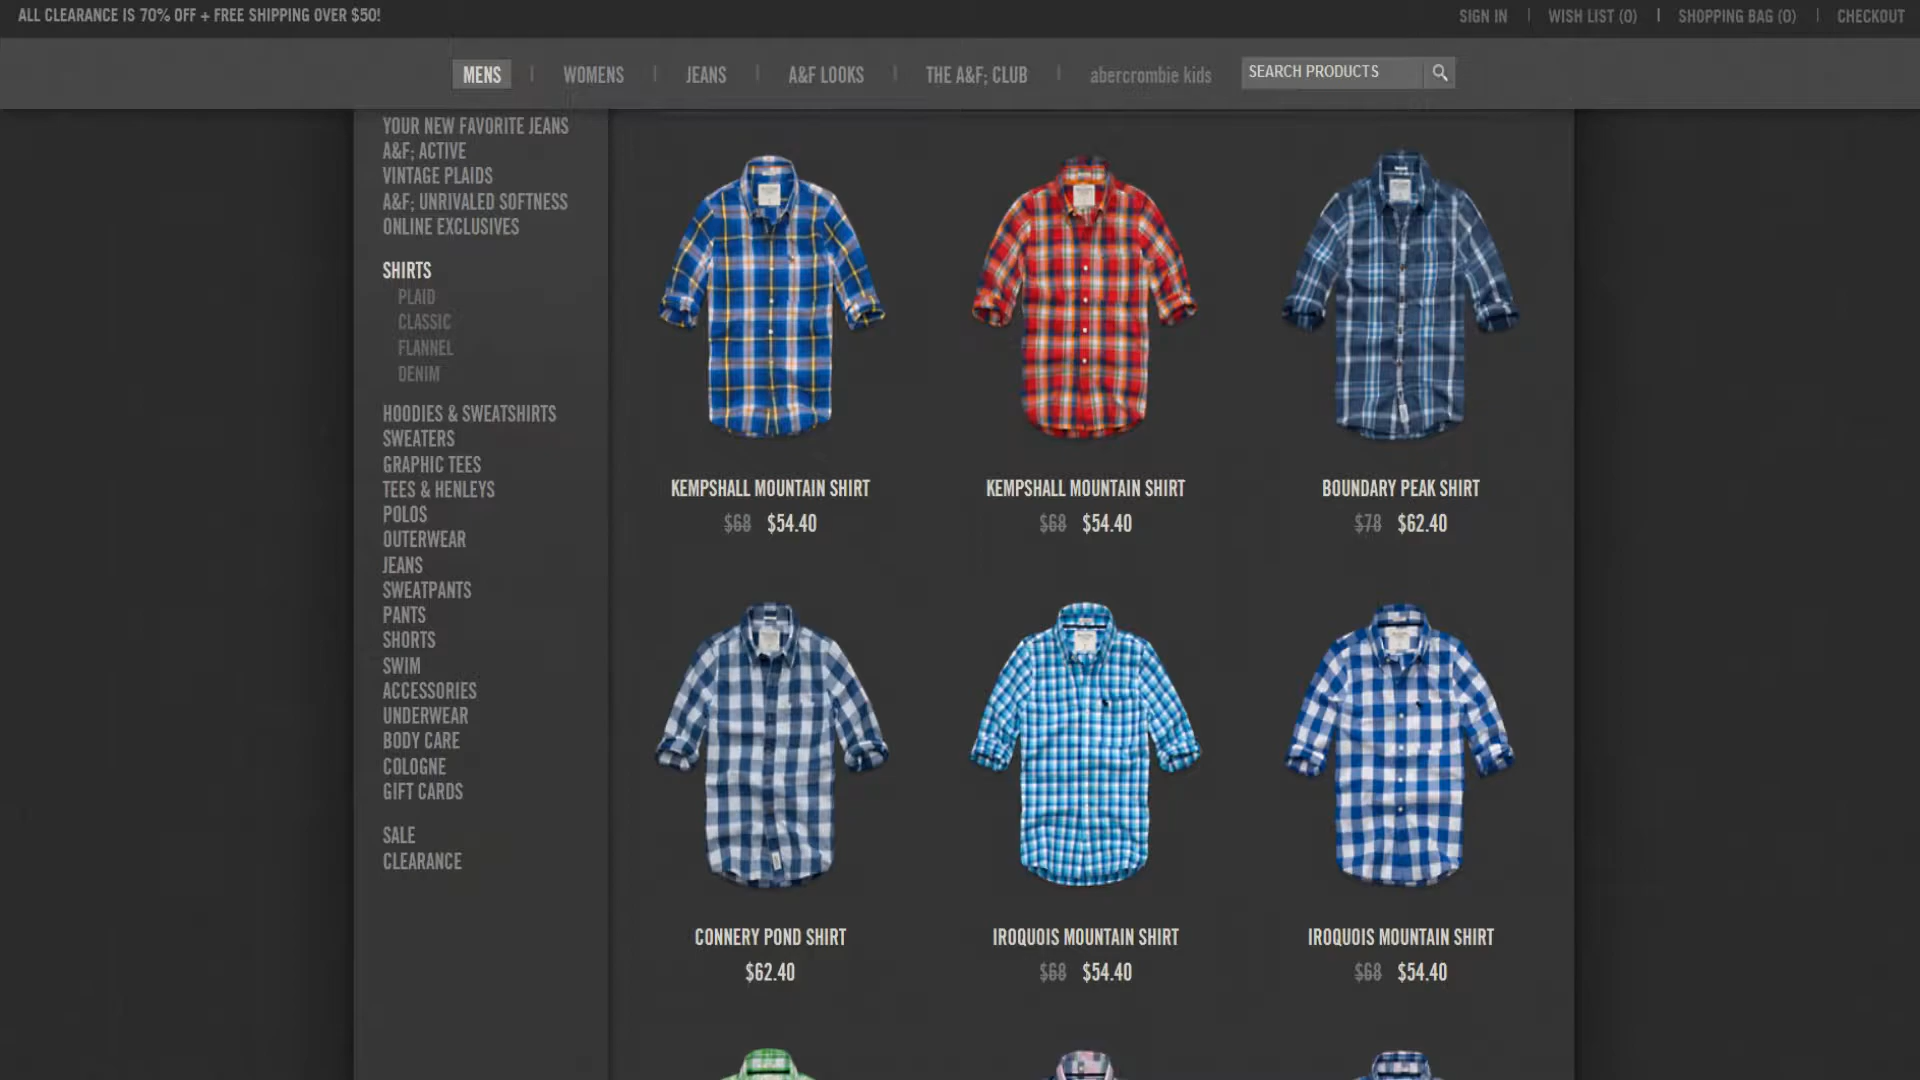 ALL CLEARANCE IS 70% OFF + FREE SHIPPING OVER $50!
SIGN IN | WISH LIST (0) | SHOPPING BAG (0) | CHECKOUT
MENS | WOMENS | JEANS | A&F LOOKS | THE A&F; CLUB | abercrombie kids SEARCH PRODUCTS
YOUR NEW FAVORITE JEANS
A&F; ACTIVE
VINTAGE PLAIDS
A&F; UNRIVALED SOFTNESS
ONLINE EXCLUSIVES
SHIRTS
PLAID
CLASSIC
FLANNEL
DENIM
HOODIES & SWEATSHIRTS
SWEATERS
GRAPHIC TEES
TEES & HENLEYS
POLOS
OUTERWEAR
JEANS
SWEATPANTS
PANTS
SHORTS
SWIM
ACCESSORIES
UNDERWEAR
BODY CARE
COLOGNE
GIFT CARDS
SALE
CLEARANCE
KEMPSHALL MOUNTAIN SHIRT
$68 $54.40
KEMPSHALL MOUNTAIN SHIRT
$68 $54.40
BOUNDARY PEAK SHIRT
$78 $62.40
CONNERY POND SHIRT
$62.40
IROQUOIS MOUNTAIN SHIRT
$68 $54.40
IROQUOIS MOUNTAIN SHIRT
$68 $54.40